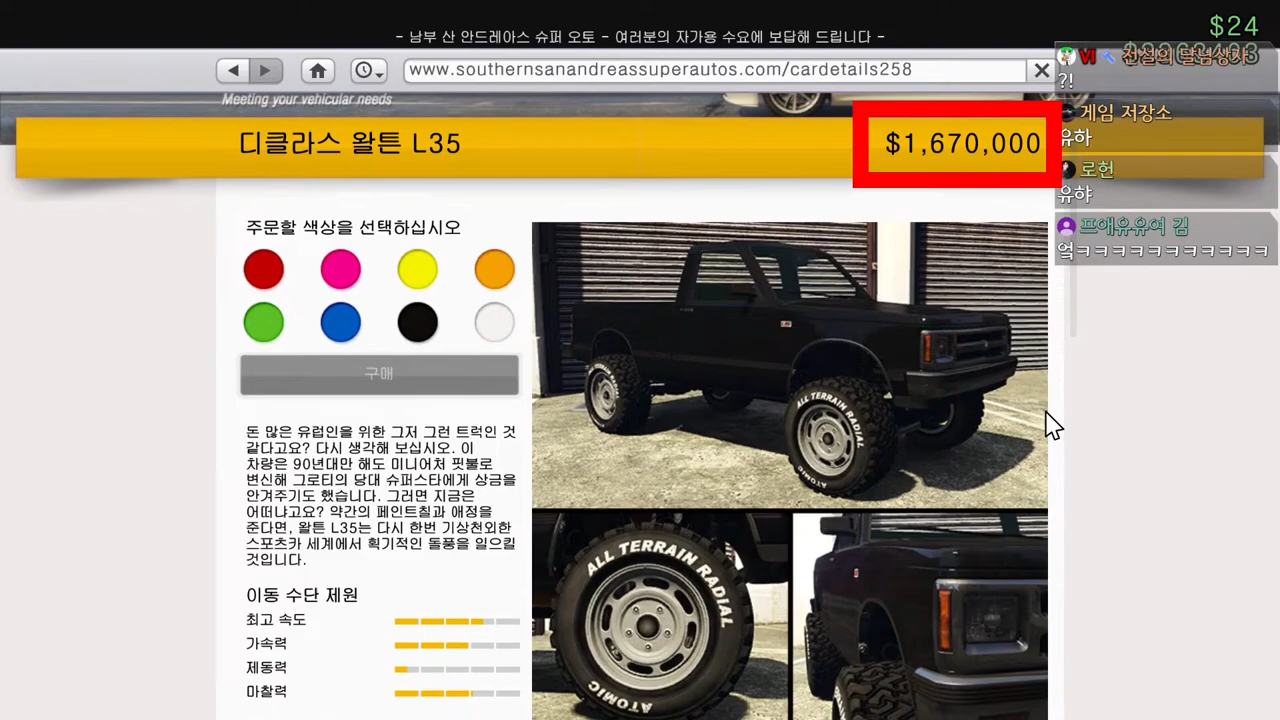 - 남부 산 안드레아스 슈퍼 오토 - 여러분의 자가용 수요에 보답해 드립니다 -
$24
www.southernsanandreassuperautos.com/cardetails258
Meeting your vehicular needs
VI 전설의 달넘상자
?!
디클라스 왈튼 L35
$1,670,000
게임 저장소
유하
로헌
유햐
프애유유여 김
엌ㅋㅋㅋㅋㅋㅋㅋㅋㅋㅋㅋ
주문할 색상을 선택하십시오
구매
돈 많은 유럽인을 위한 그저 그런 트럭인 것
같다고요? 다시 생각해 보십시오. 이
차량은 90년대만 해도 미니어처 핏불로
변신해 그로티의 당대 슈퍼스타에게 상금을
안겨주기도 했습니다. 그러면 지금은
어떠냐고요? 약간의 페인트칠과 애정을
준다면, 왈튼 L35는 다시 한번 기상천외한
스포츠카 세계에서 획기적인 돌풍을 일으킬
것입니다.
이동 수단 제원
최고 속도
가속력
제동력
마찰력
ALL TERRAIN RADIAL
ATOMIC
ALL TERRAIN RADIAL
ATOMIC